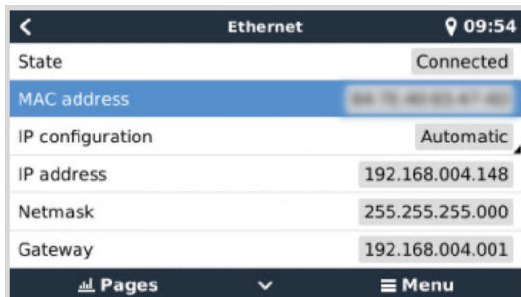 Ethernet 09:54
State Connected
MAC address
IP configuration Automatic
IP address 192.168.004.148
Netmask 255.255.255.000
Gateway 192.168.004.001
Pages Menu